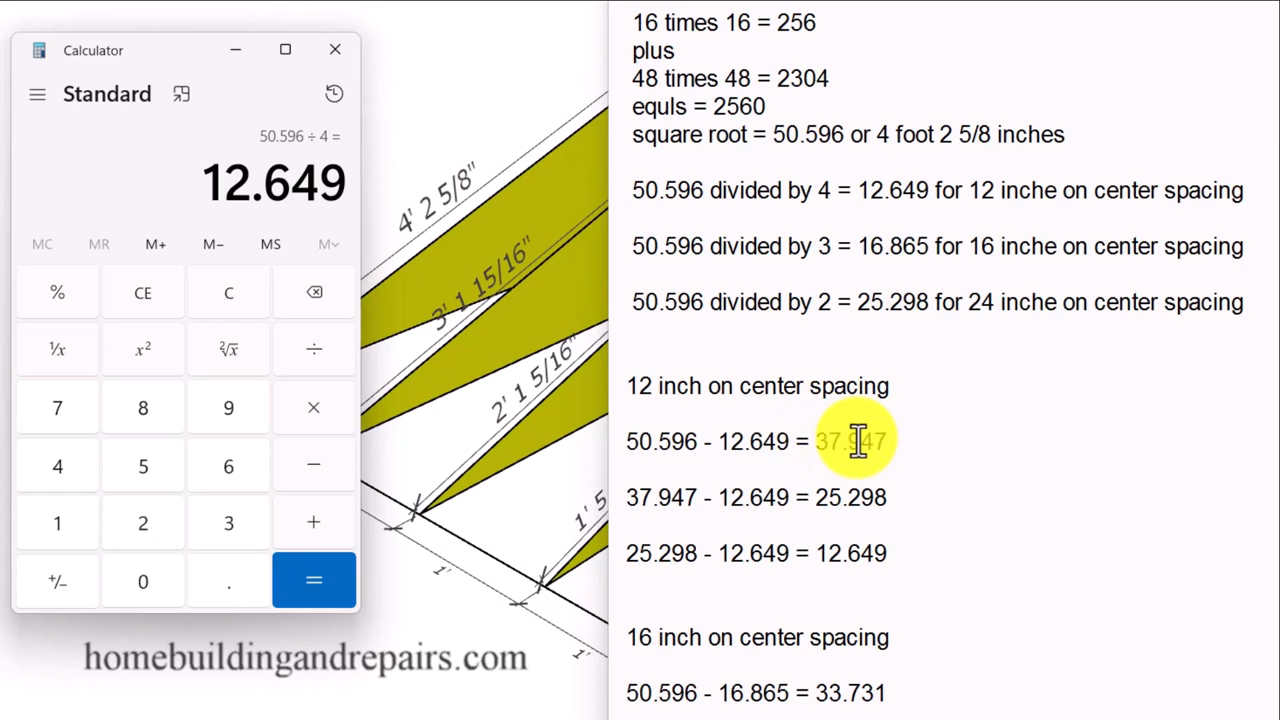 Calculator
Standard
50.596 ÷ 4 =
12.649
MC MR M+ M− MS M
% CE C
¹/x x² ²√x ÷
7 8 9 ×
4 5 6 −
1 2 3 +
+/− 0 . =
4' 2 5/8"
3' 1 15/16"
2' 1 5/16"
1' 5
1'
1'
homebuildingandrepairs.com
16 times 16 = 256
plus
48 times 48 = 2304
equls = 2560
square root = 50.596 or 4 foot 2 5/8 inches
50.596 divided by 4 = 12.649 for 12 inche on center spacing
50.596 divided by 3 = 16.865 for 16 inche on center spacing
50.596 divided by 2 = 25.298 for 24 inche on center spacing
12 inch on center spacing
50.596 - 12.649 = 37.947
37.947 - 12.649 = 25.298
25.298 - 12.649 = 12.649
16 inch on center spacing
50.596 - 16.865 = 33.731